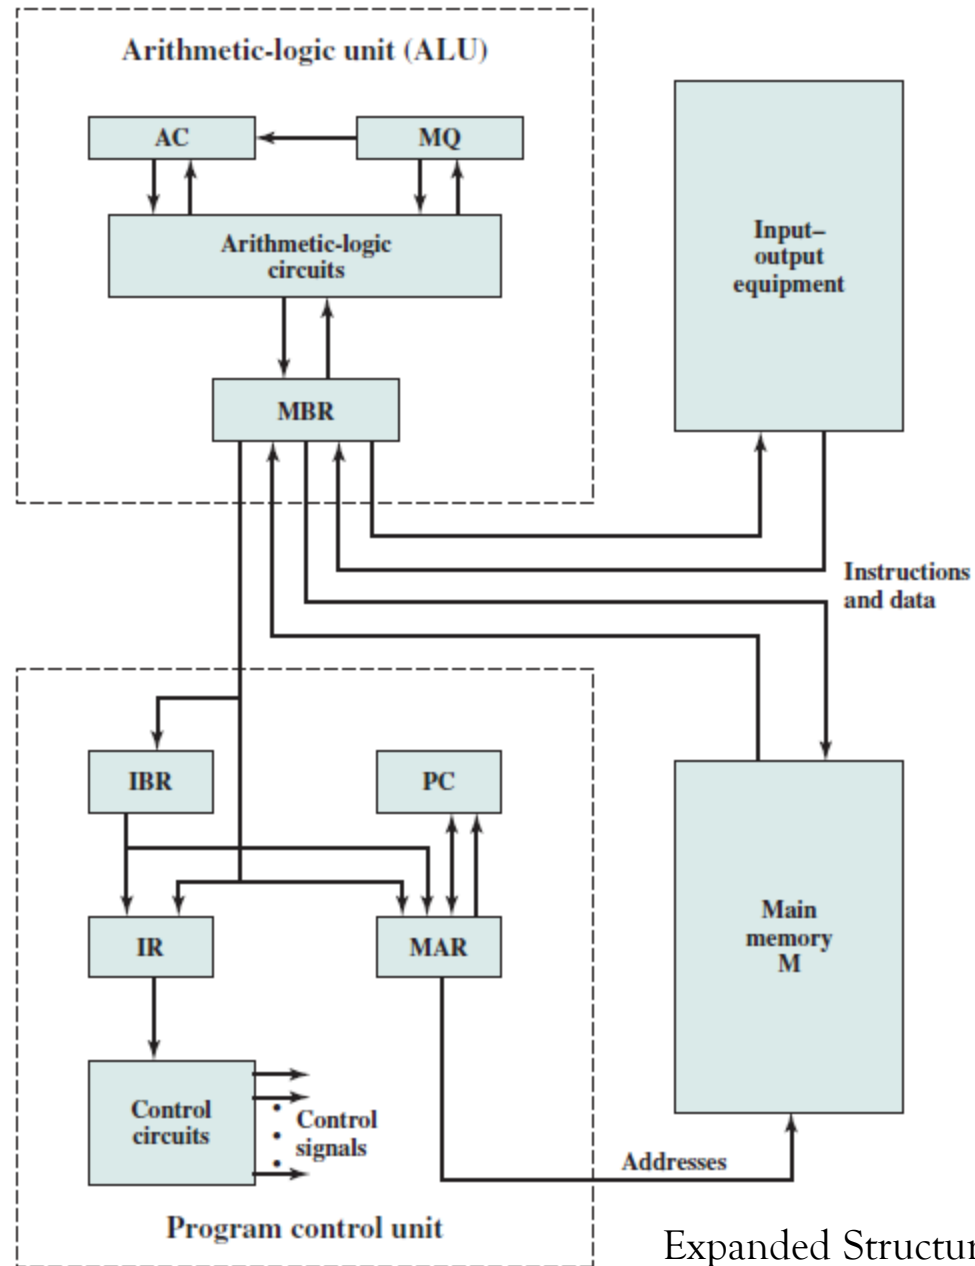 Arithmetic-logic unit (ALU)
AC
MQ
Arithmetic-logic
circuits
Input–
output
equipment
MBR
Instructions
and data
IBR
PC
IR
MAR
Main
memory
M
Control
circuits
Control
signals
Addresses
Program control unit
Expanded Structur